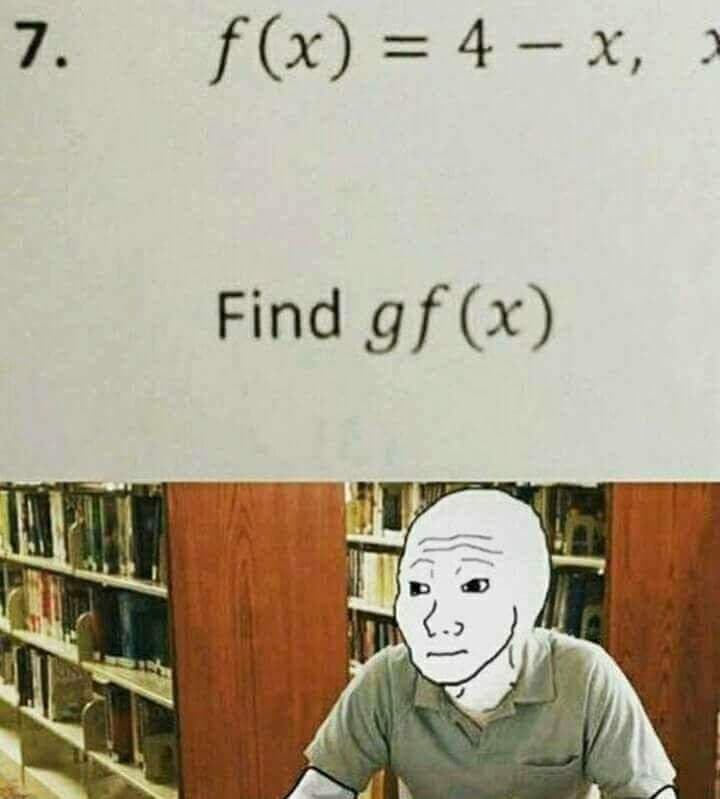 7. f(x) = 4 − x,
Find gf(x)